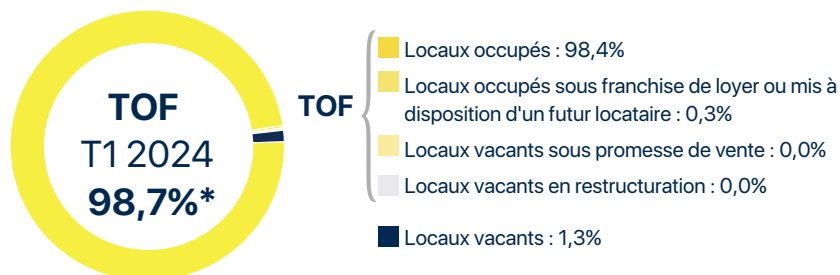 TOF
T1 2024
98,7%*
TOF
Locaux occupés : 98,4%
Locaux occupés sous franchise de loyer ou mis à
disposition d'un futur locataire : 0,3%
Locaux vacants sous promesse de vente : 0,0%
Locaux vacants en restructuration : 0,0%
Locaux vacants : 1,3%